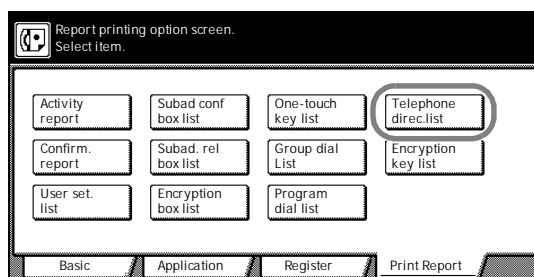 Report printing option screen.
Select item.
Activity
report
Subad conf
box list
One-touch
key list
Telephone
direc.list
Confirm.
report
Subad. rel
box list
Group dial
List
Encryption
key list
User set.
list
Encryption
box list
Program
dial list
Basic
Application
Register
Print Report